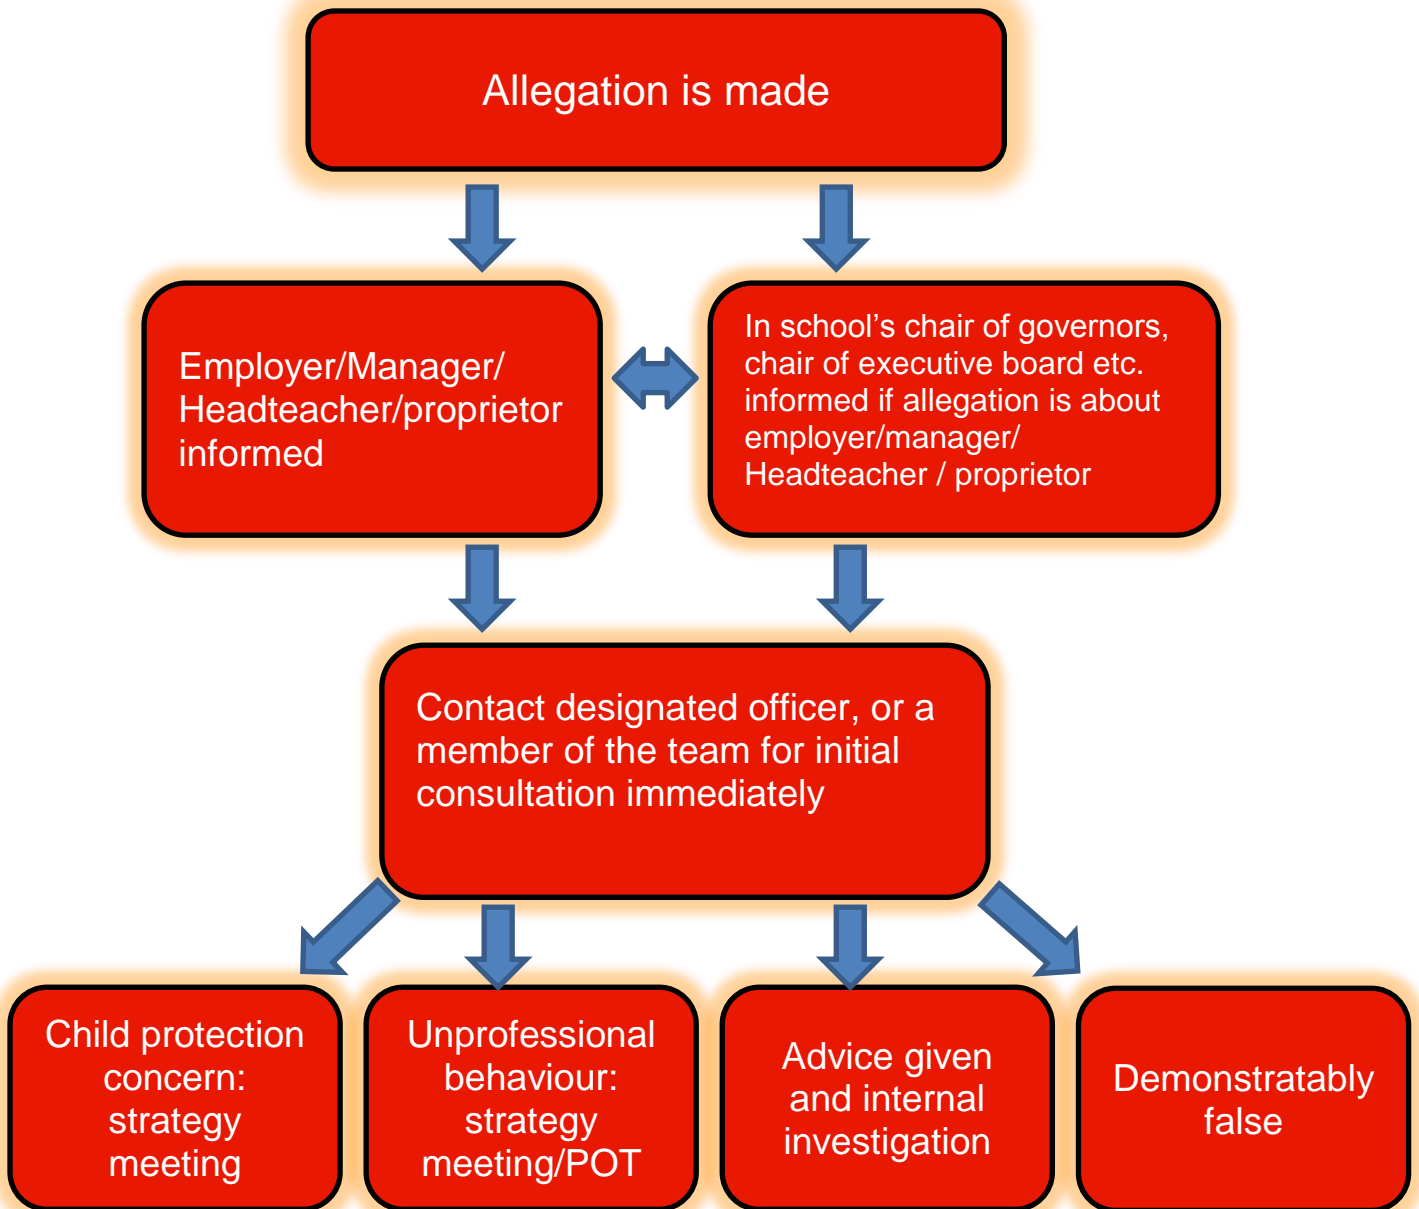 Allegation is made
Employer/Manager/
Headteacher/proprietor
informed
In school’s chair of governors,
chair of executive board etc.
informed if allegation is about
employer/manager/
Headteacher / proprietor
Contact designated officer, or a
member of the team for initial
consultation immediately
Child protection
concern:
strategy
meeting
Unprofessional
behaviour:
strategy
meeting/POT
Advice given
and internal
investigation
Demonstratably
false